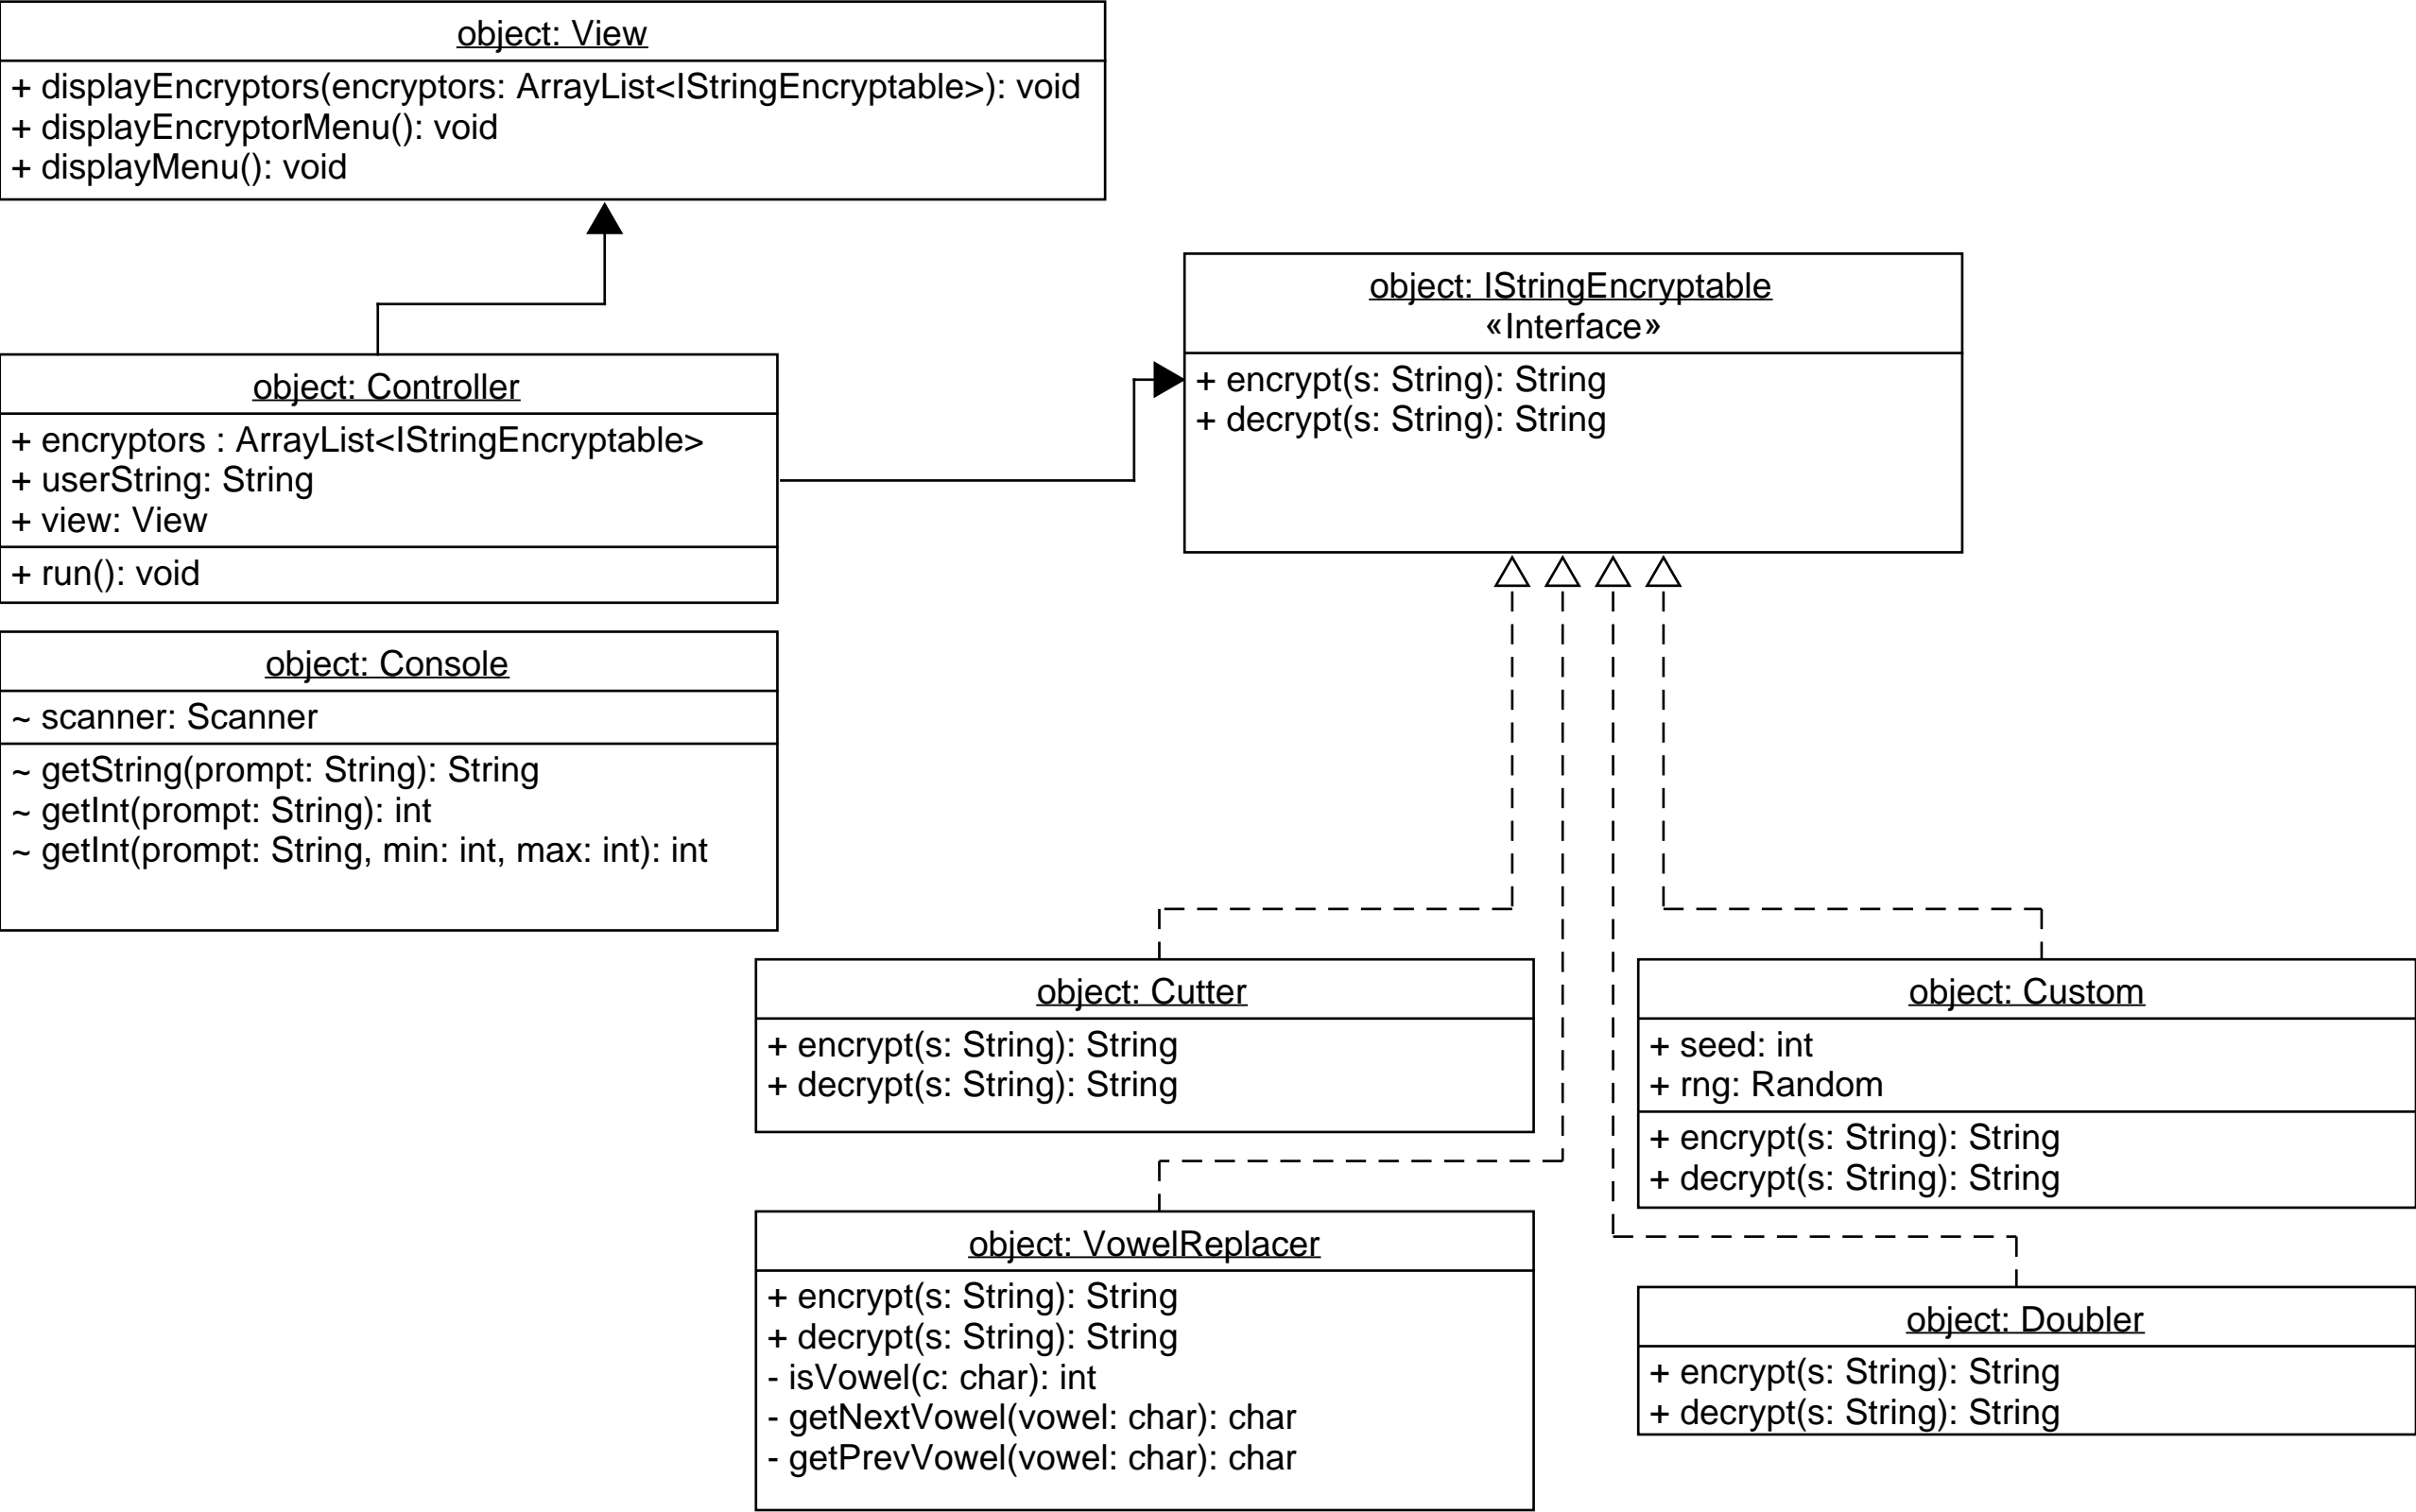 object: View
+ displayEncryptors(encryptors: ArrayList<IStringEncryptable>): void
+ displayEncryptorMenu(): void
+ displayMenu(): void
object: IStringEncryptable
«Interface»
+ encrypt(s: String): String
+ decrypt(s: String): String
object: Controller
+ encryptors : ArrayList<IStringEncryptable>
+ userString: String
+ view: View
+ run(): void
object: Console
~ scanner: Scanner
~ getString(prompt: String): String
~ getInt(prompt: String): int
~ getInt(prompt: String, min: int, max: int): int
object: Cutter
+ encrypt(s: String): String
+ decrypt(s: String): String
object: Custom
+ seed: int
+ rng: Random
+ encrypt(s: String): String
+ decrypt(s: String): String
object: VowelReplacer
+ encrypt(s: String): String
+ decrypt(s: String): String
- isVowel(c: char): int
- getNextVowel(vowel: char): char
- getPrevVowel(vowel: char): char
object: Doubler
+ encrypt(s: String): String
+ decrypt(s: String): String